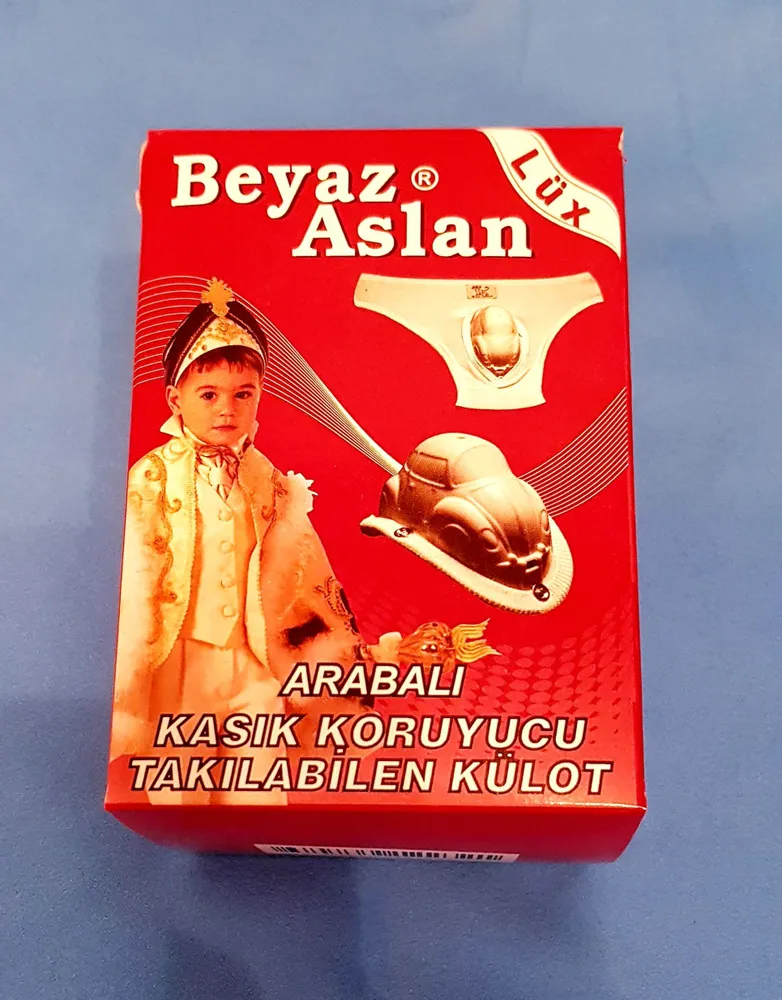 Beyaz ®
Aslan
Lüx
ARABALI
KASIK KORUYUCU
TAKILABİLEN KÜLOT